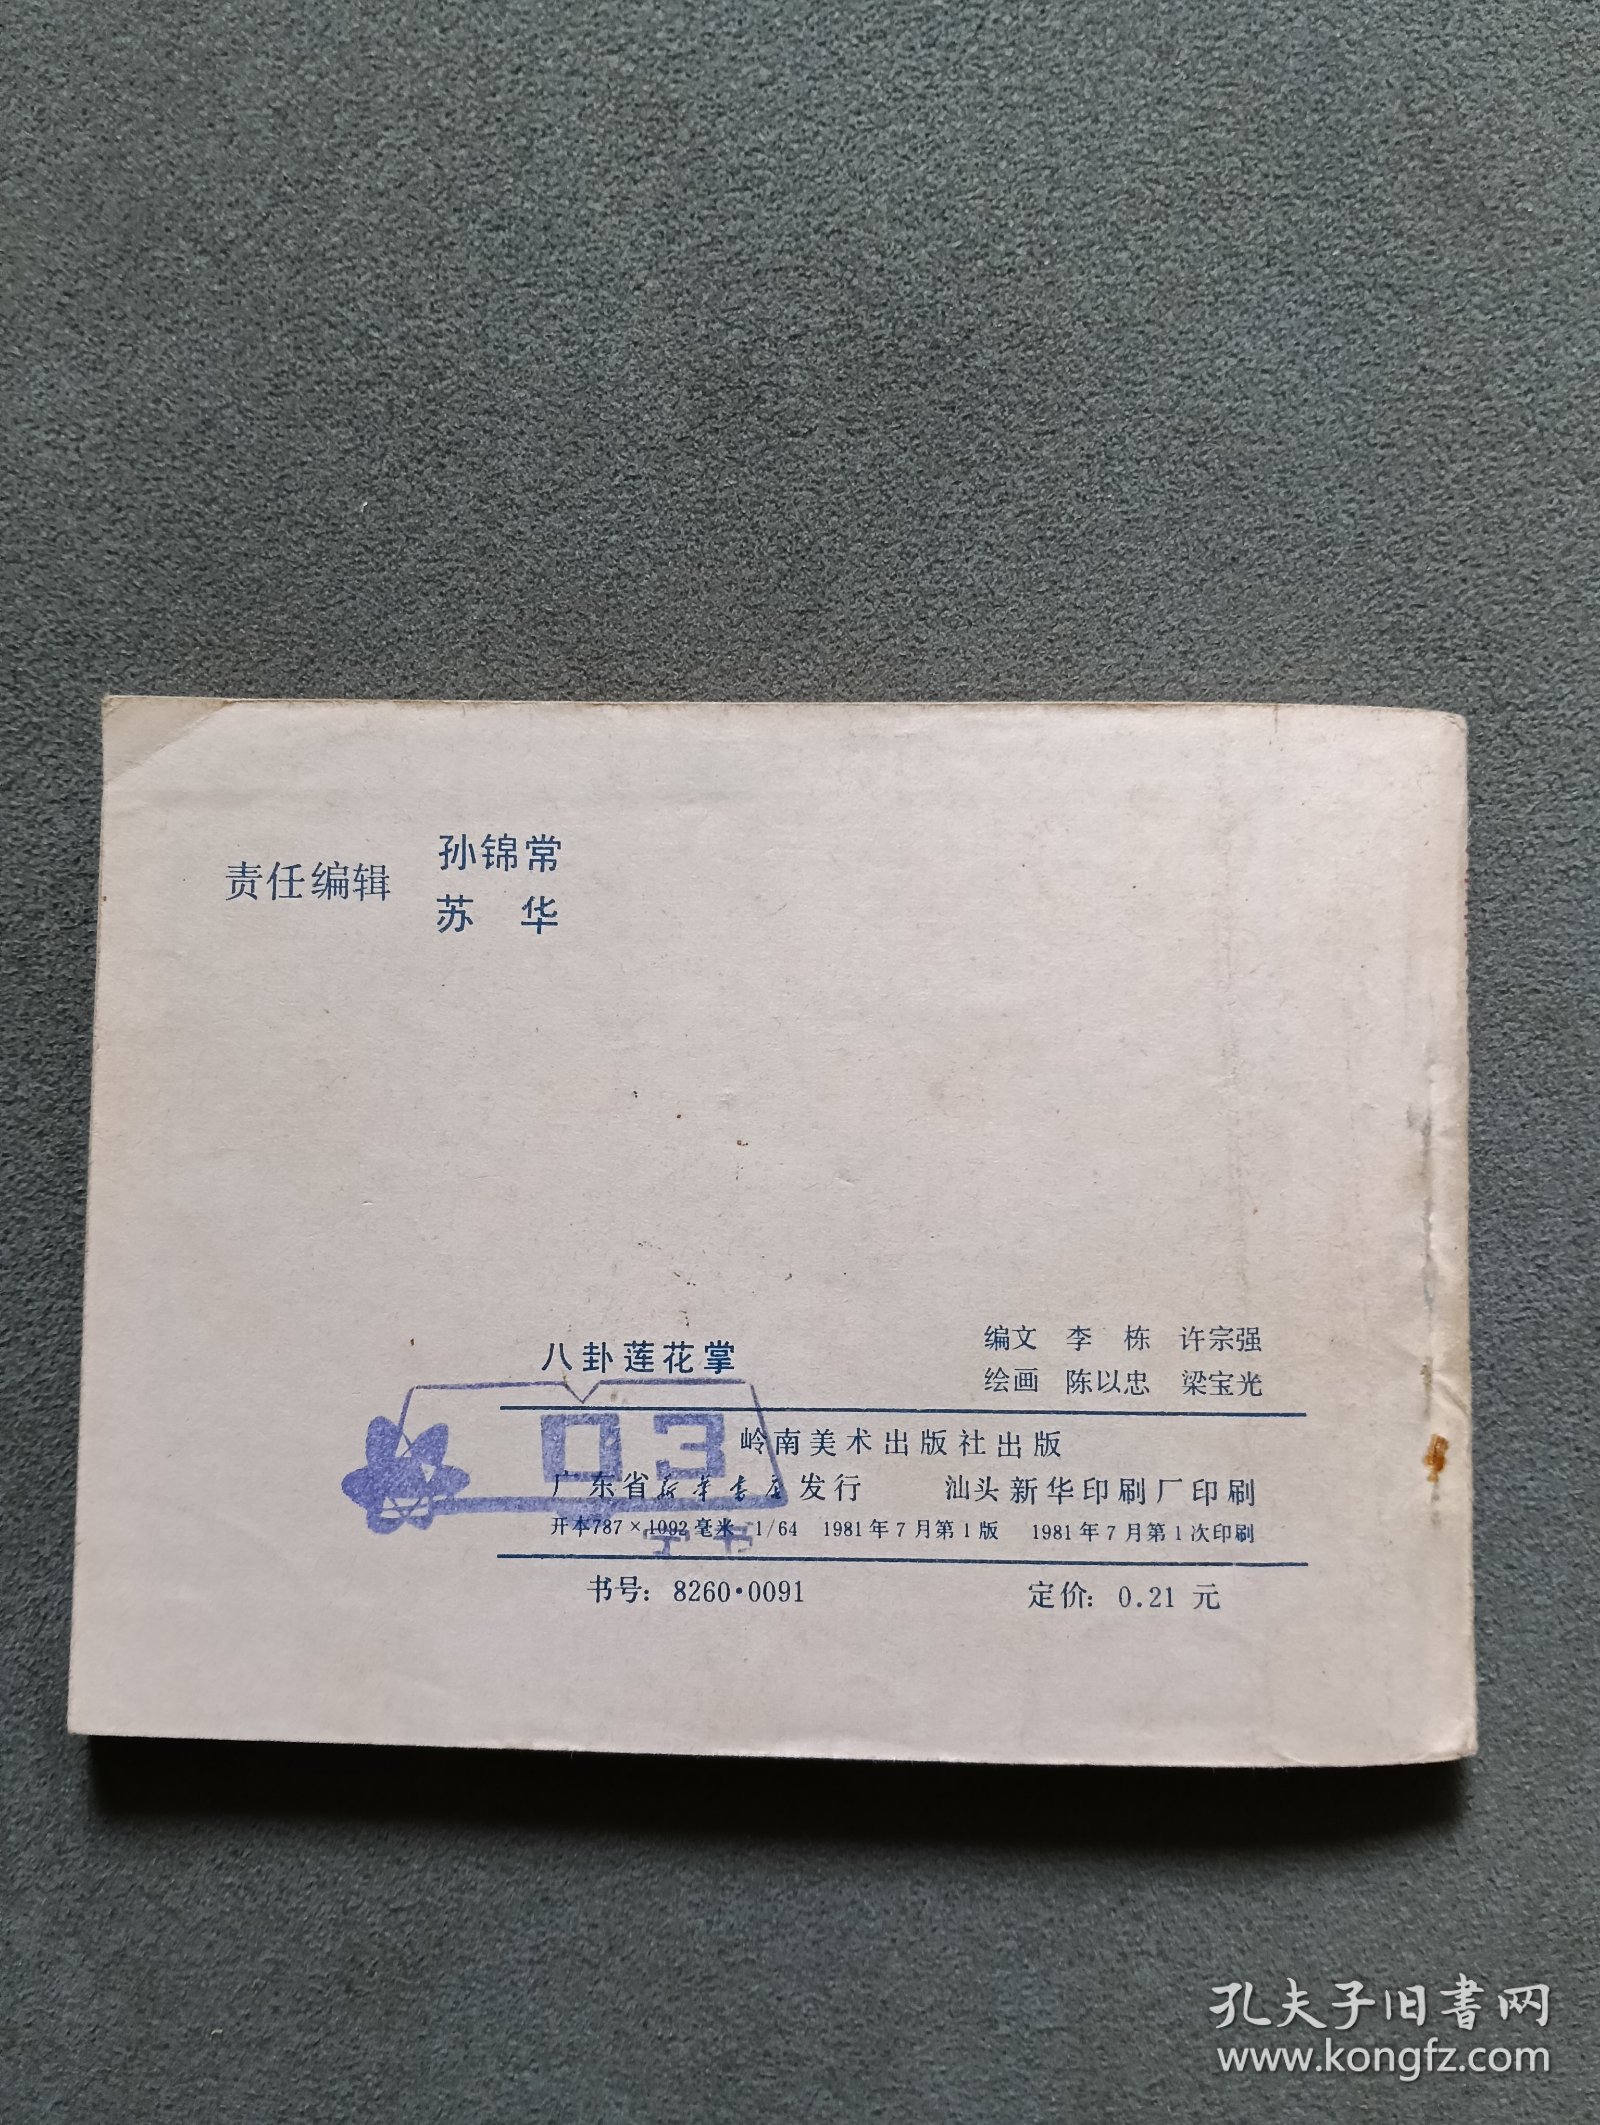 责任编辑
孙锦常
苏 华
八卦莲花掌
编文 李 栋 许宗强
绘画 陈以忠 梁宝光
03
岭南美术出版社出版
广东省新华书店发行 汕头新华印刷厂印刷
开本787×1092毫米 1/64 1981年7月第1版 1981年7月第1次印刷
书号：8260·0091 定价：0.21 元
孔夫子旧书网
www.kongfz.com